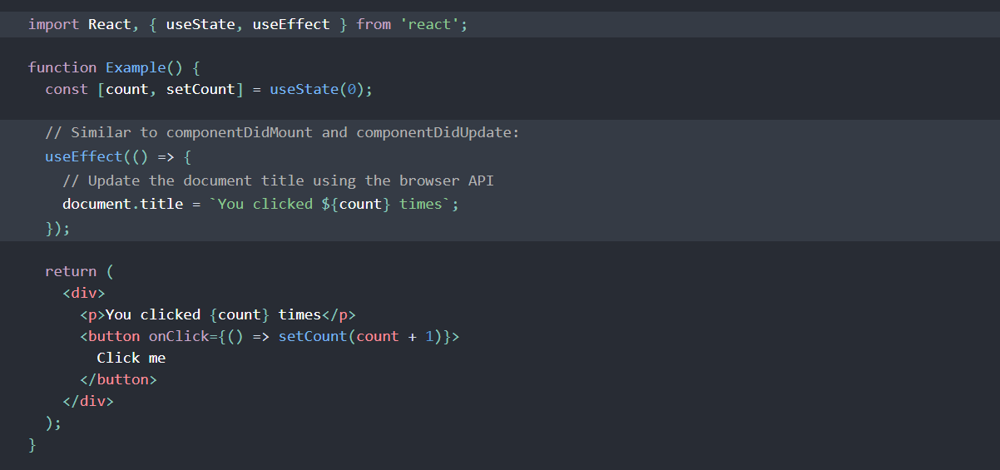 import React, { useState, useEffect } from 'react';
function Example() {
const [count, setCount] = useState(0);
// Similar to componentDidMount and componentDidUpdate:
useEffect(() => {
// Update the document title using the browser API
document.title = `You clicked ${count} times`;
});
return (
<div>
<p>You clicked {count} times</p>
<button onClick={() => setCount(count + 1)}>
Click me
</button>
</div>
);
}